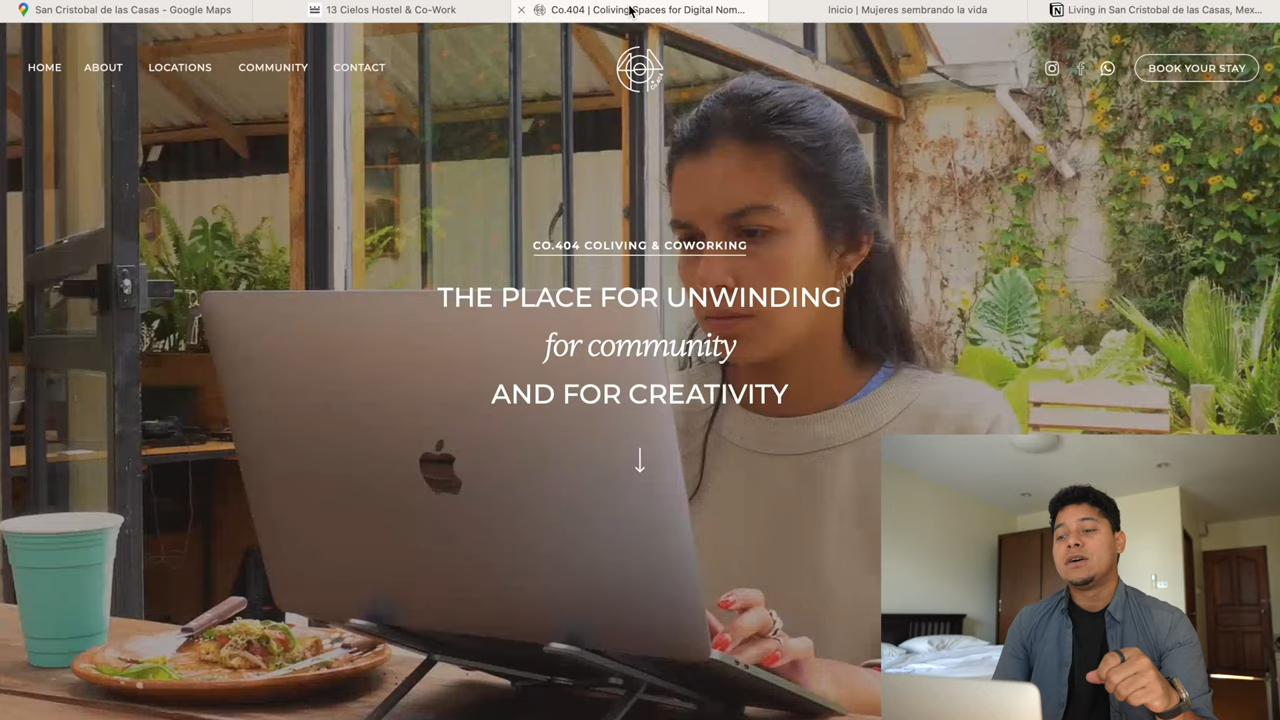 San Cristobal de las Casas - Google Maps
13 Cielos Hostel & Co-Work
Co.404 | Coliving Spaces for Digital Nom...
Inicio | Mujeres sembrando la vida
Living in San Cristobal de las Casas, Mex...
HOME
ABOUT
LOCATIONS
COMMUNITY
CONTACT
BOOK YOUR STAY
CO.404 COLIVING & COWORKING
THE PLACE FOR UNWINDING
for community
AND FOR CREATIVITY